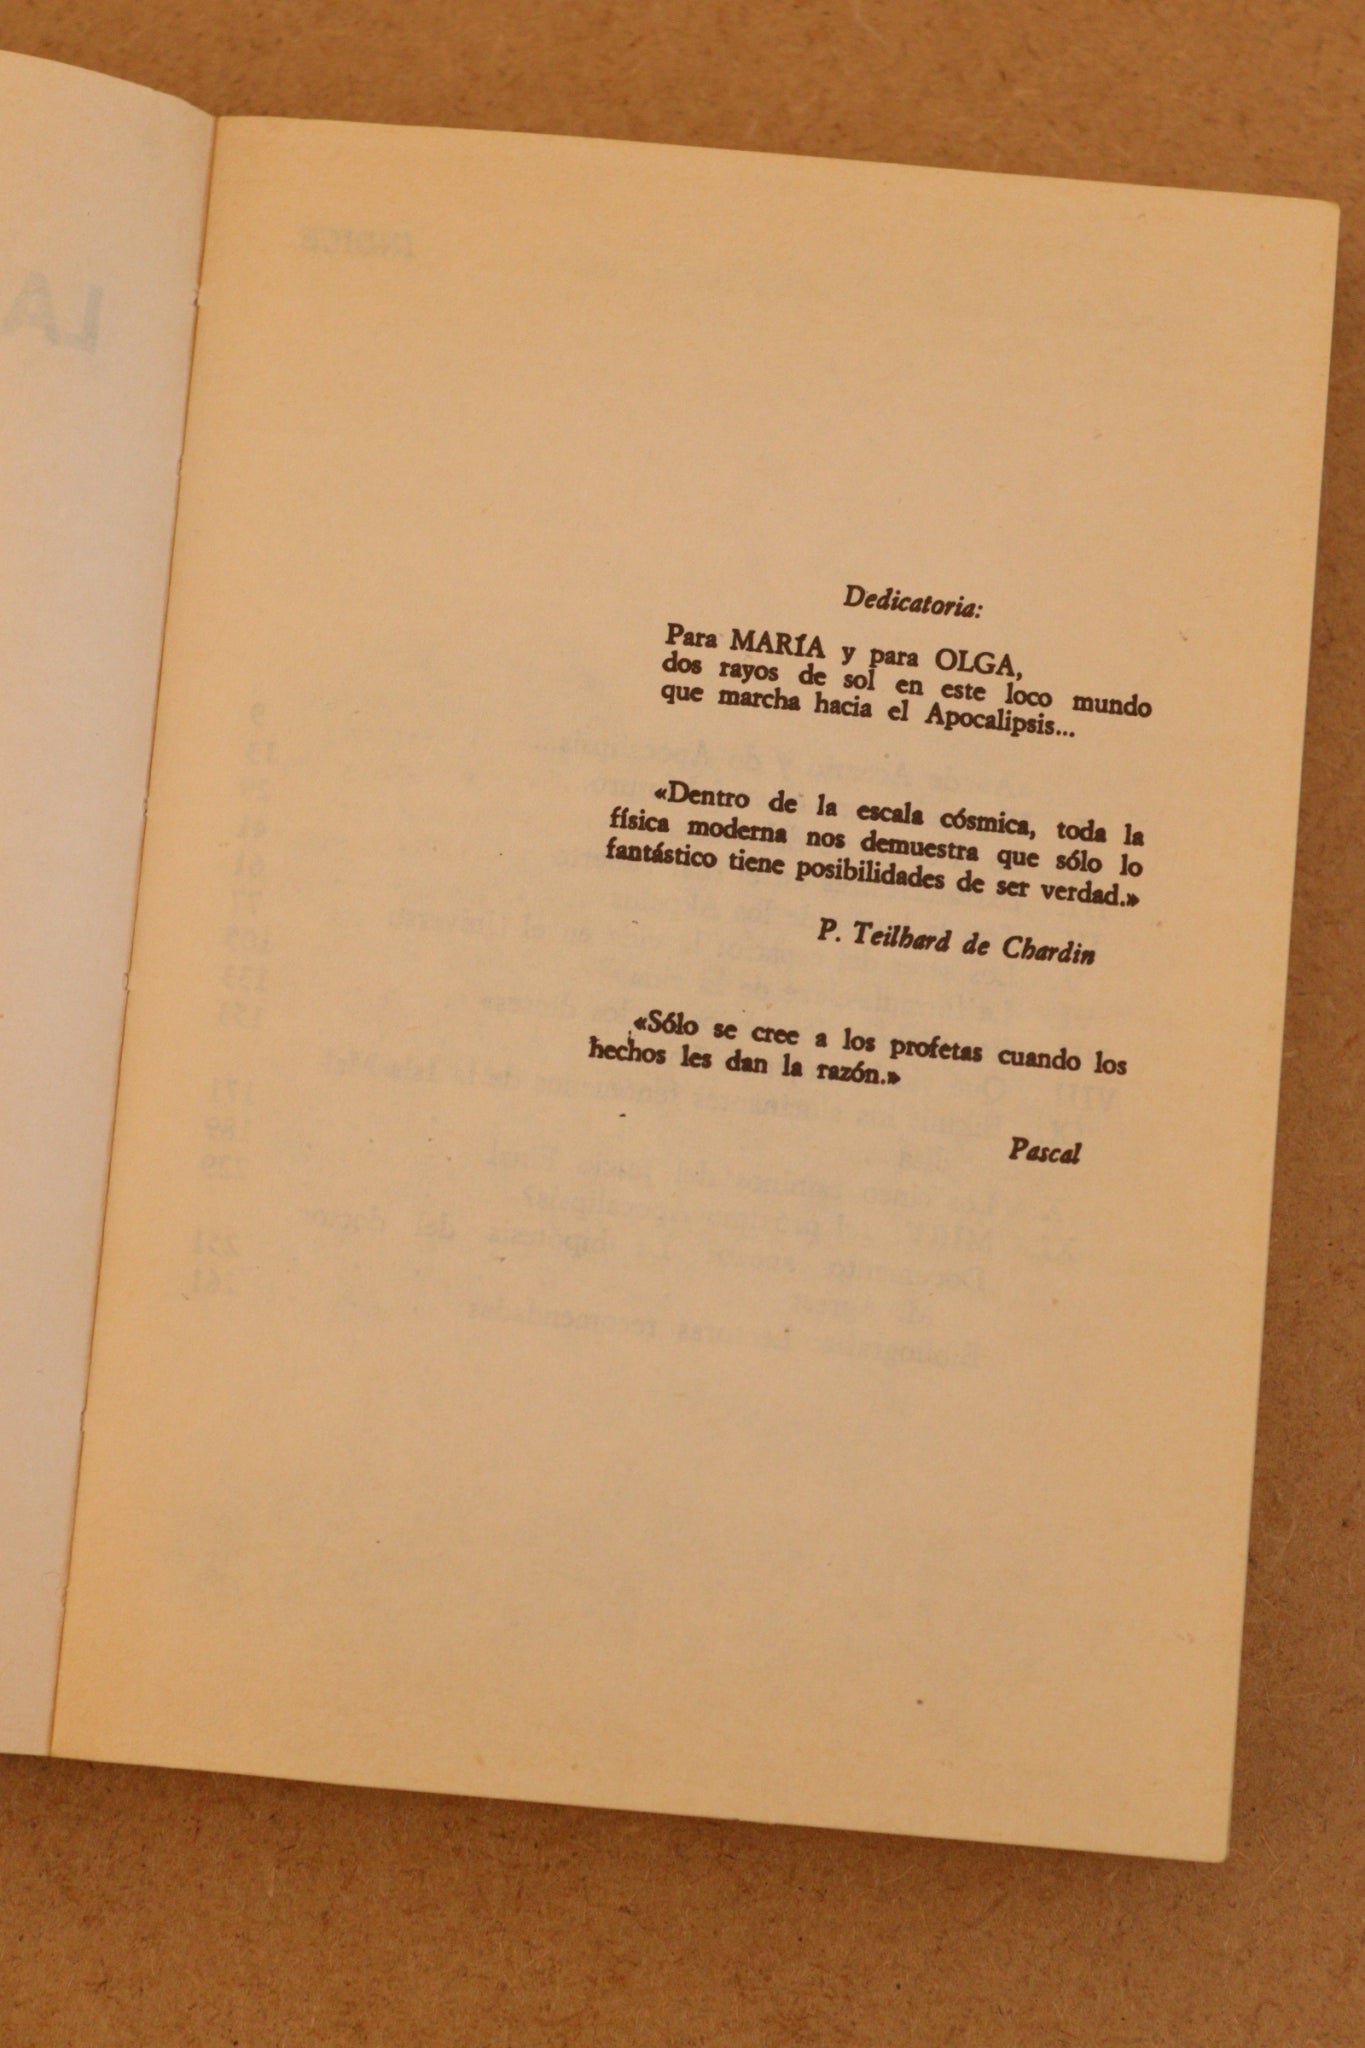 Dedicatoria:
Para MARÍA y para OLGA,
dos rayos de sol en este loco mundo
que marcha hacia el Apocalipsis...
«Dentro de la escala cósmica, toda la
física moderna nos demuestra que sólo lo
fantástico tiene posibilidades de ser verdad.»
P. Teilhard de Chardin
«Sólo se cree a los profetas cuando los
hechos les dan la razón.»
Pascal